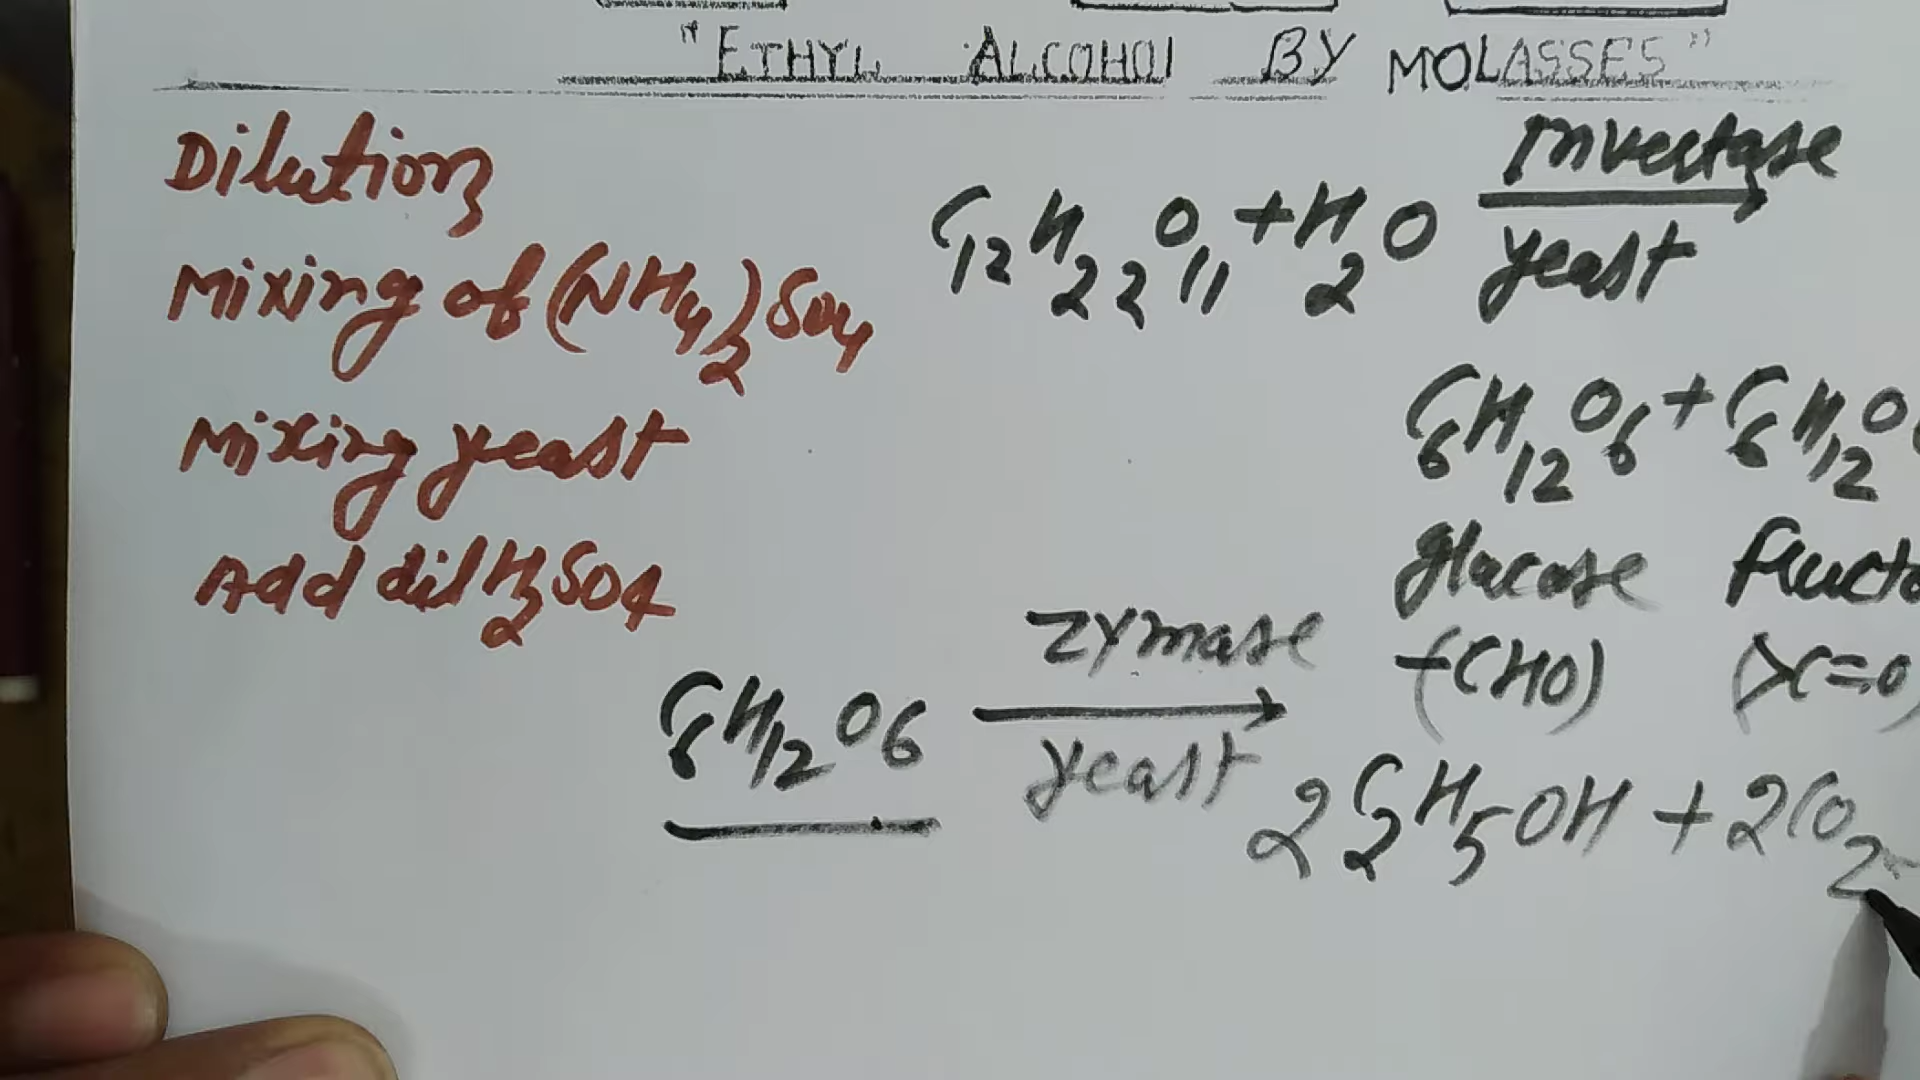 "ETHYL ALCOHOL BY MOLASSES"
Dilution
Mixing of (NH4)2SO4
Mixing yeast
Add dil H2SO4
C12H22O11 + H2O
Invertase
yeast
C6H12O6 + C6H12O
glucose
(CHO) (>C=O)
C6H12O6
zymase
yeast
2C2H5OH + 2CO2